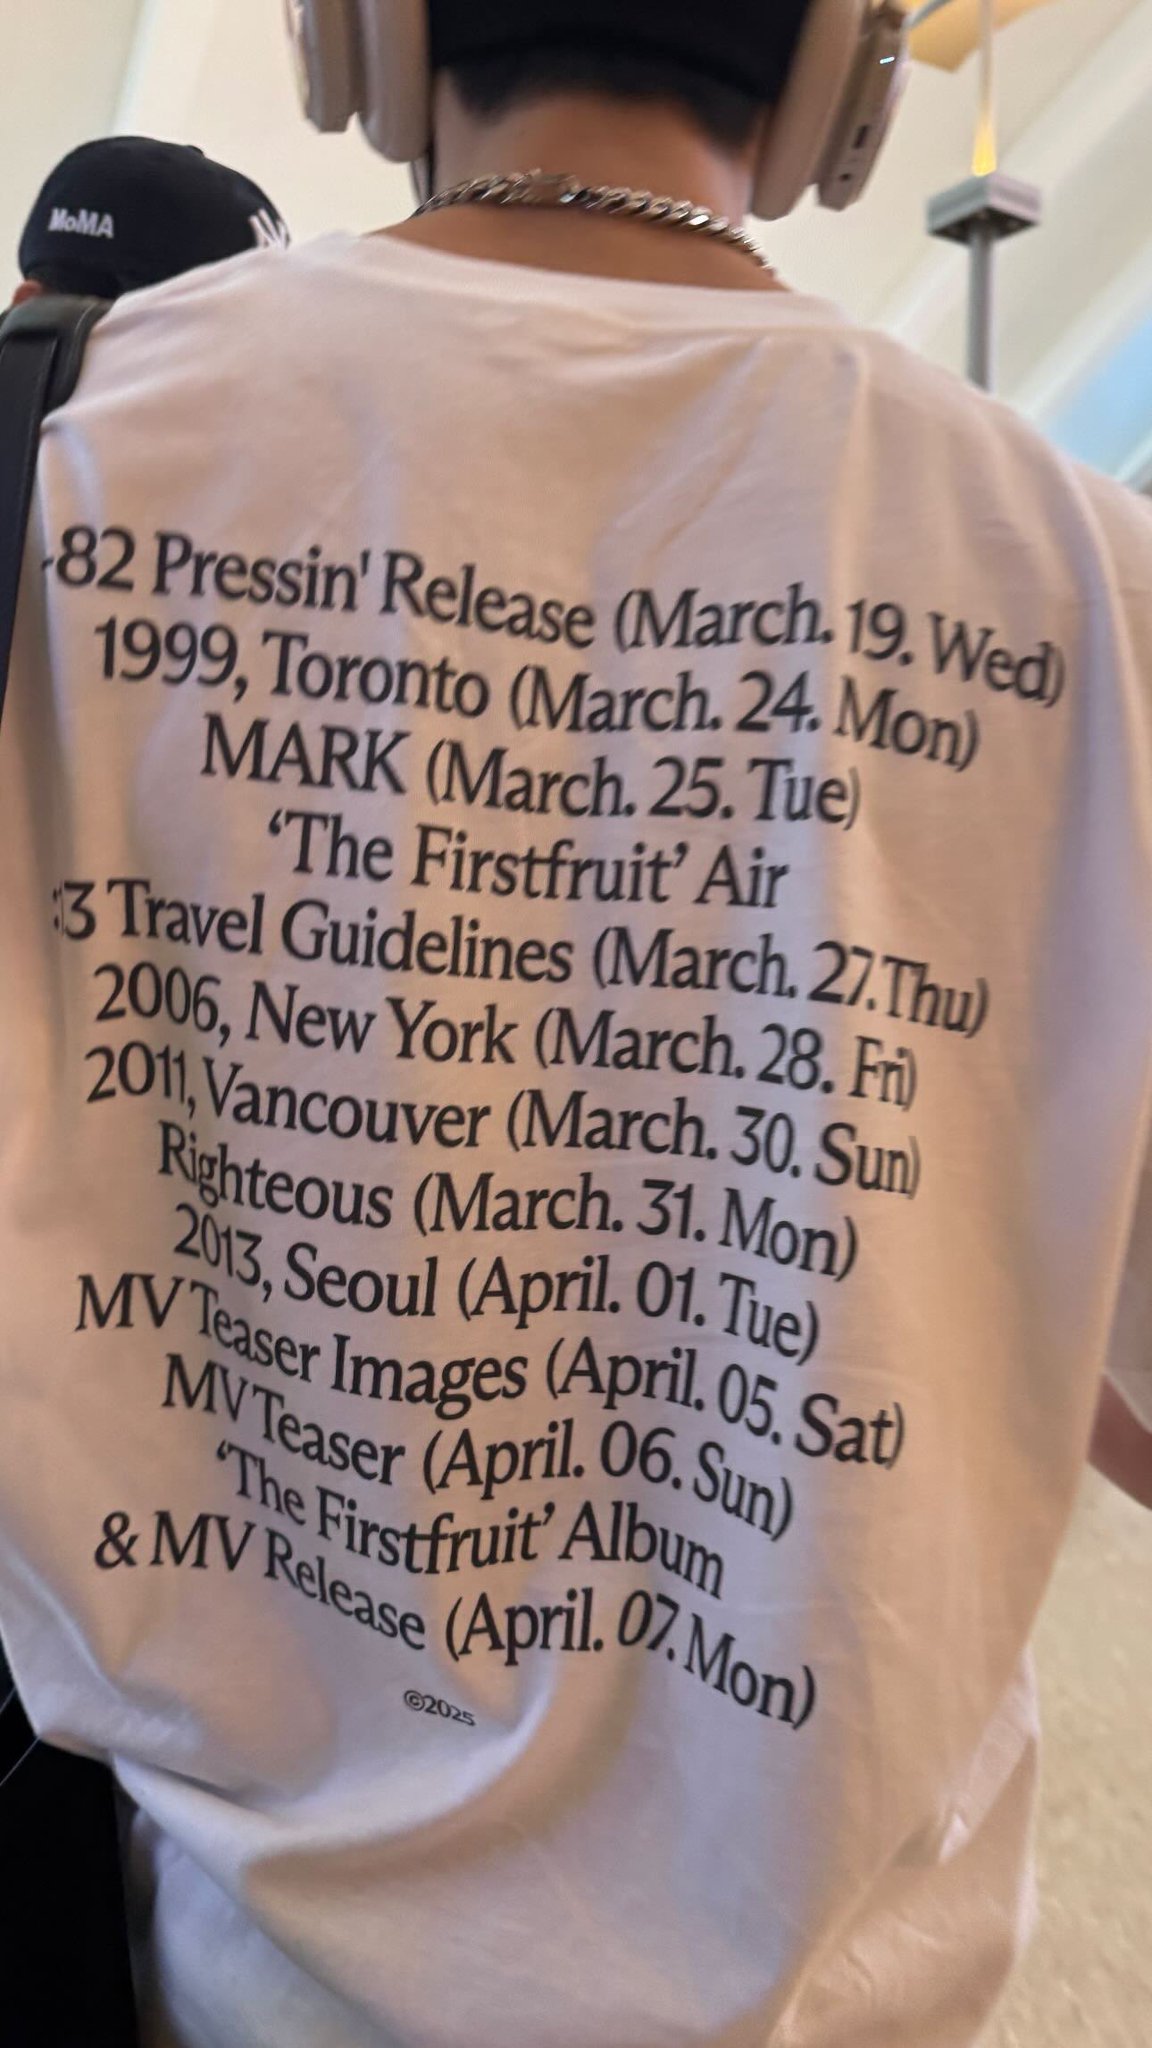 MoMA
-82 Pressin' Release (March. 19. Wed)
1999, Toronto (March. 24. Mon)
MARK (March. 25. Tue)
‘The Firstfruit’ Air
:13 Travel Guidelines (March. 27.Thu)
2006, New York (March. 28. Fri)
2011, Vancouver (March. 30. Sun)
Righteous (March. 31. Mon)
2013, Seoul (April. 01. Tue)
MV Teaser Images (April. 05. Sat)
MV Teaser (April. 06. Sun)
‘The Firstfruit’ Album
& MV Release (April. 07. Mon)
©2025